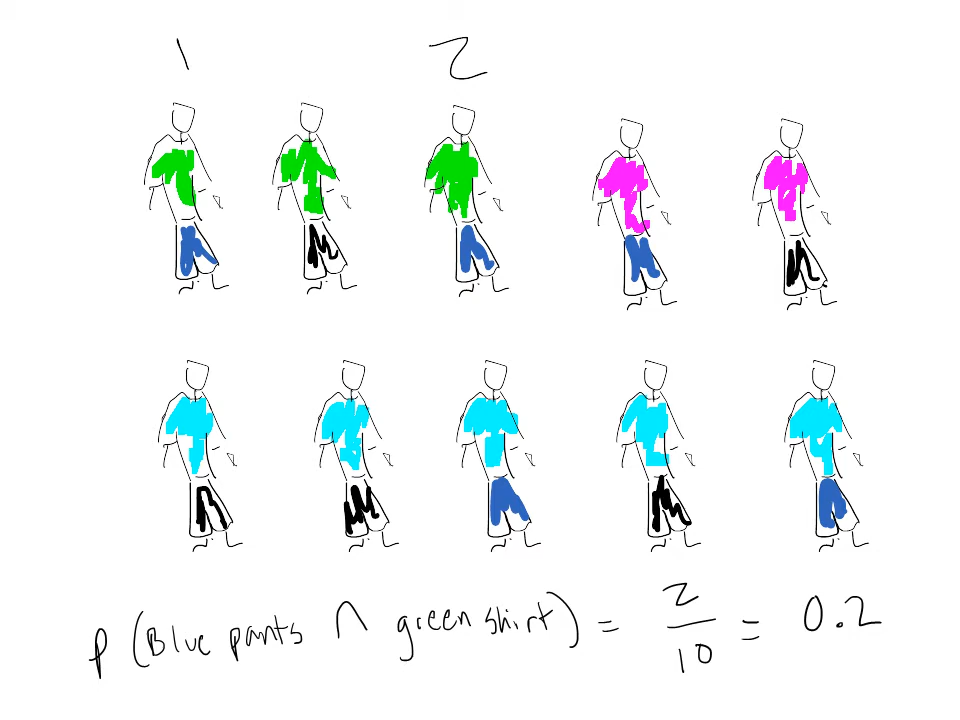 1 2
P (Blue pants ∩ green shirt) = 2/10 = 0.2